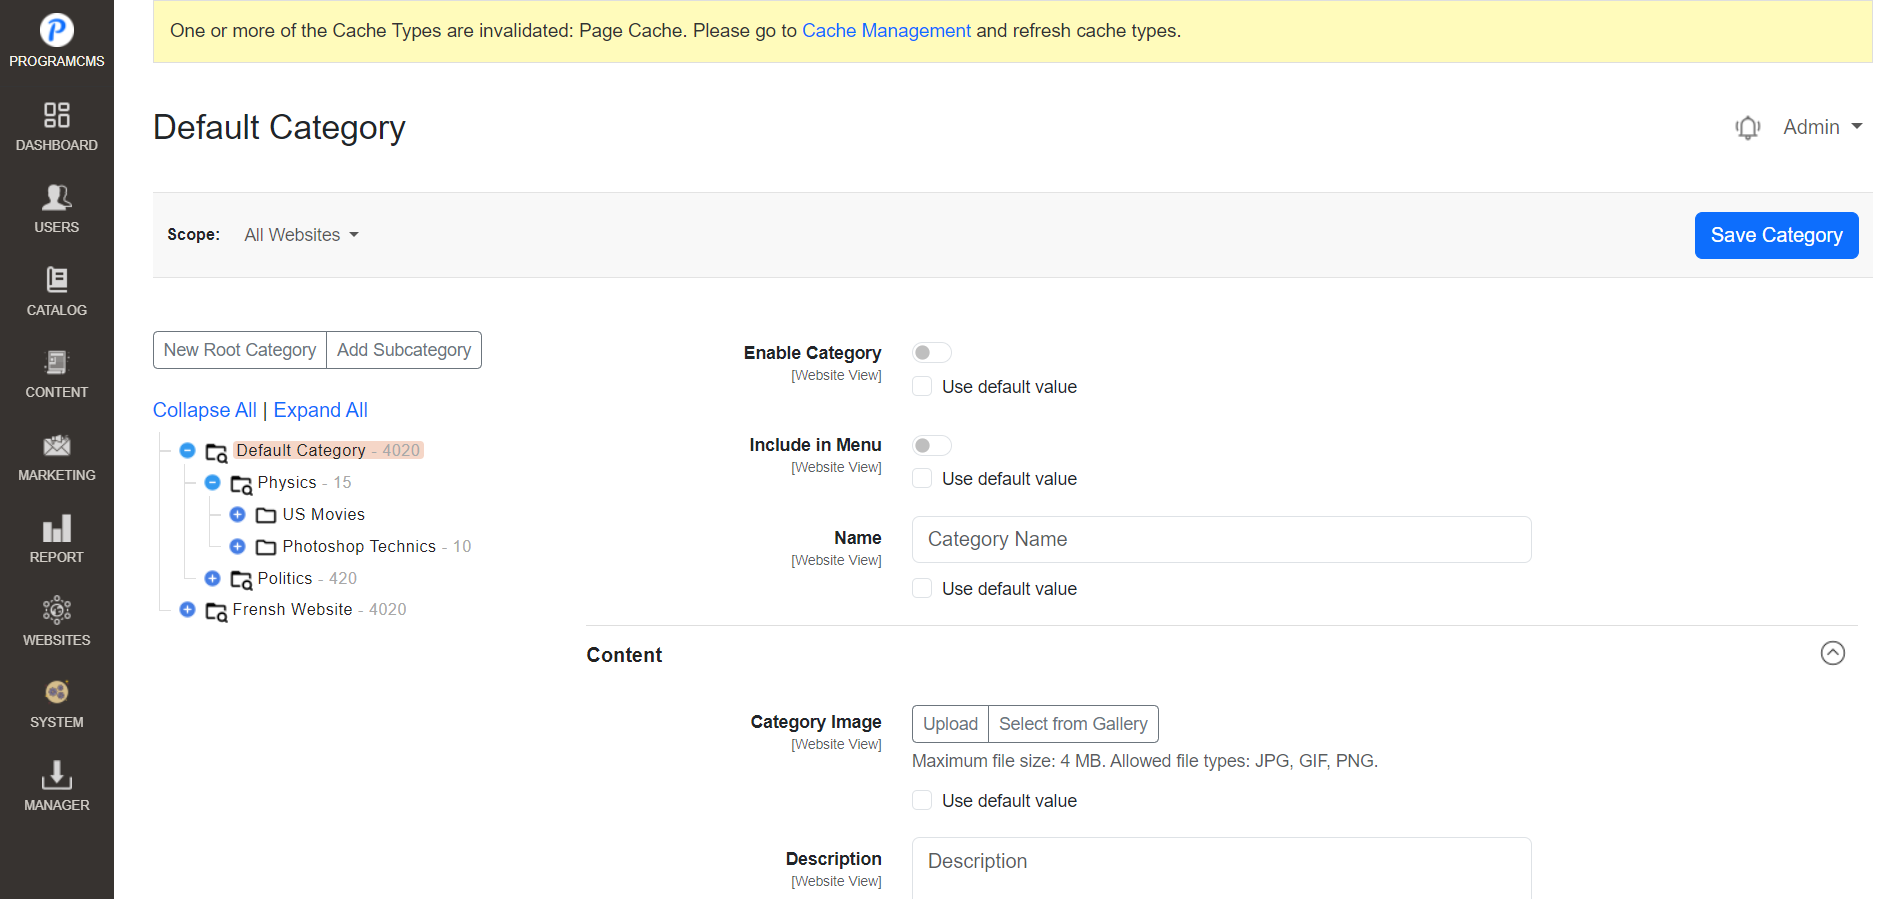 One or more of the Cache Types are invalidated: Page Cache. Please go to Cache Management and refresh cache types.
P
PROGRAMCMS
DASHBOARD
USERS
CATALOG
CONTENT
MARKETING
REPORT
WEBSITES
SYSTEM
MANAGER
Default Category
Admin
Scope: All Websites
Save Category
New Root Category Add Subcategory
Collapse All | Expand All
Default Category - 4020
Physics - 15
US Movies
Photoshop Technics - 10
Politics - 420
Frensh Website - 4020
Enable Category
[Website View]
Use default value
Include in Menu
[Website View]
Use default value
Name
[Website View]
Category Name
Use default value
Content
Category Image
[Website View]
Upload Select from Gallery
Maximum file size: 4 MB. Allowed file types: JPG, GIF, PNG.
Use default value
Description
[Website View]
Description